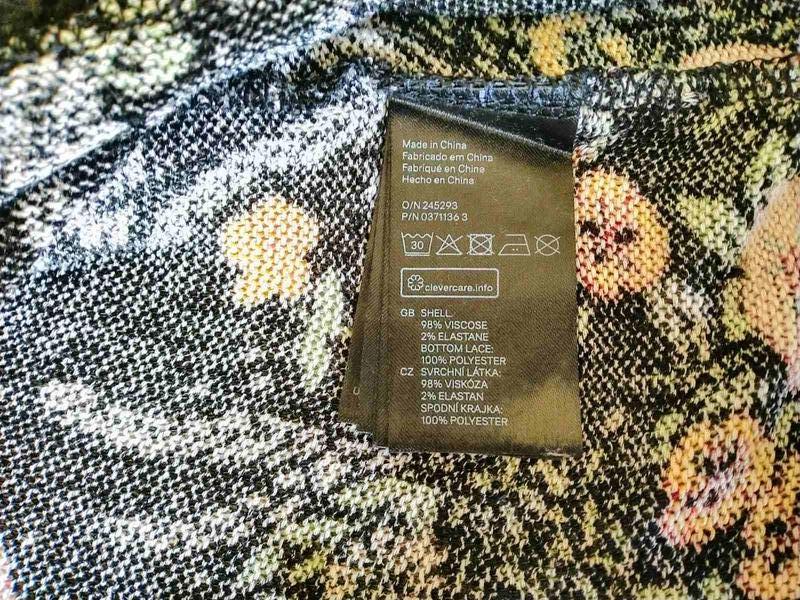 Made in China
Fabricado em China
Fabriqué en Chine
Hecho en China
O/N 245293
P/N 0371136 3
30
clevercare.info
GB SHELL:
98% VISCOSE
2% ELASTANE
BOTTOM LACE:
100% POLYESTER
CZ SVRCHNÍ LÁTKA:
98% VISKÓZA
2% ELASTAN
SPODNÍ KRAJKA:
100% POLYESTER